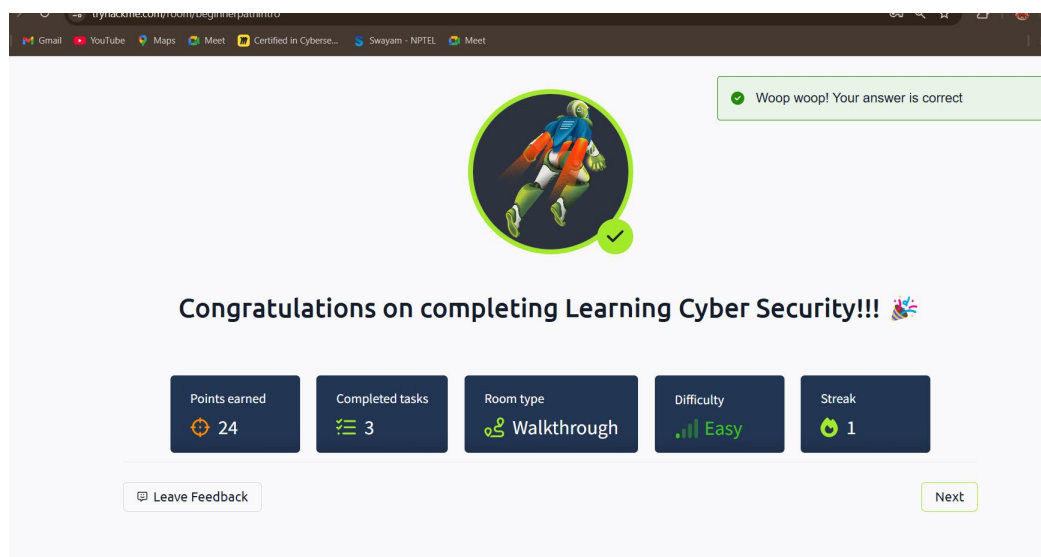 tryhackme.com/room/beginnerpathintro
Gmail YouTube Maps Meet Certified in Cyberse... Swayam - NPTEL Meet
Woop woop! Your answer is correct
Congratulations on completing Learning Cyber Security!!! 🎉
Points earned Completed tasks Room type Difficulty Streak
24 3 Walkthrough Easy 1
Leave Feedback Next